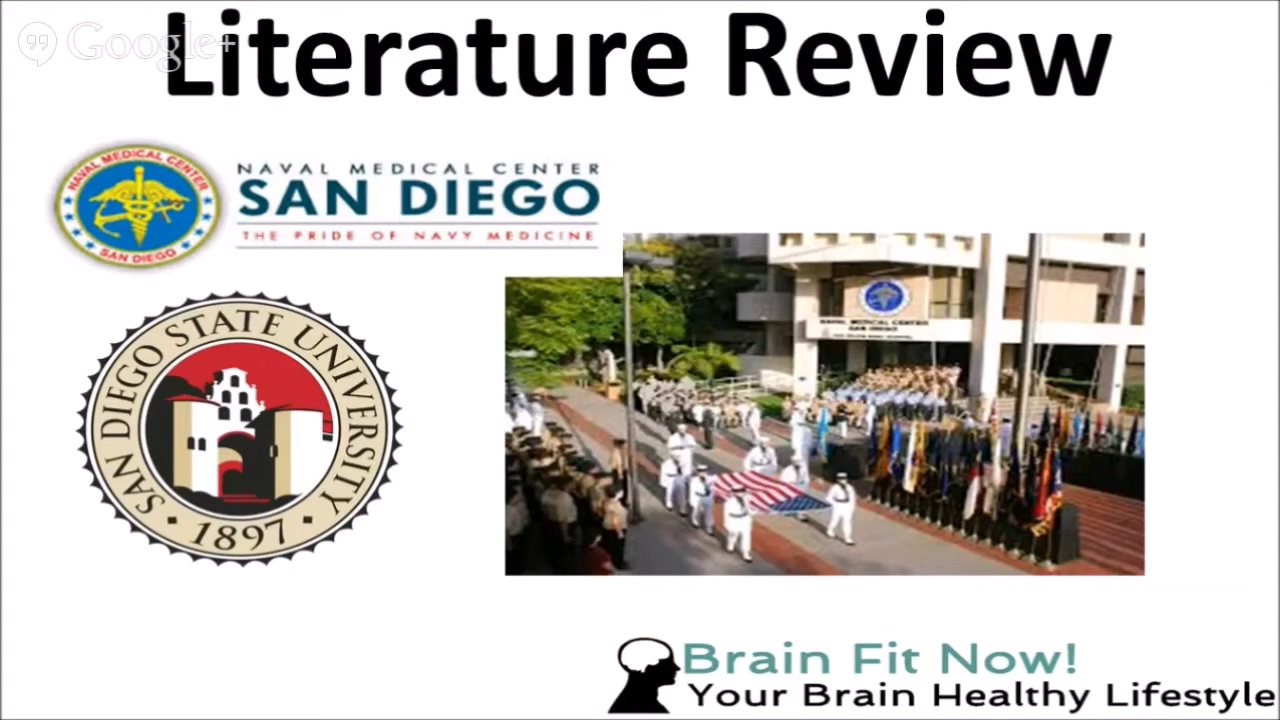 Literature Review
Google+
NAVAL MEDICAL CENTER
SAN DIEGO
NAVAL MEDICAL CENTER
SAN DIEGO
THE PRIDE OF NAVY MEDICINE
SAN DIEGO STATE UNIVERSITY
1897
NAVAL MEDICAL CENTER
SAN DIEGO
Brain Fit Now!
Your Brain Healthy Lifestyle